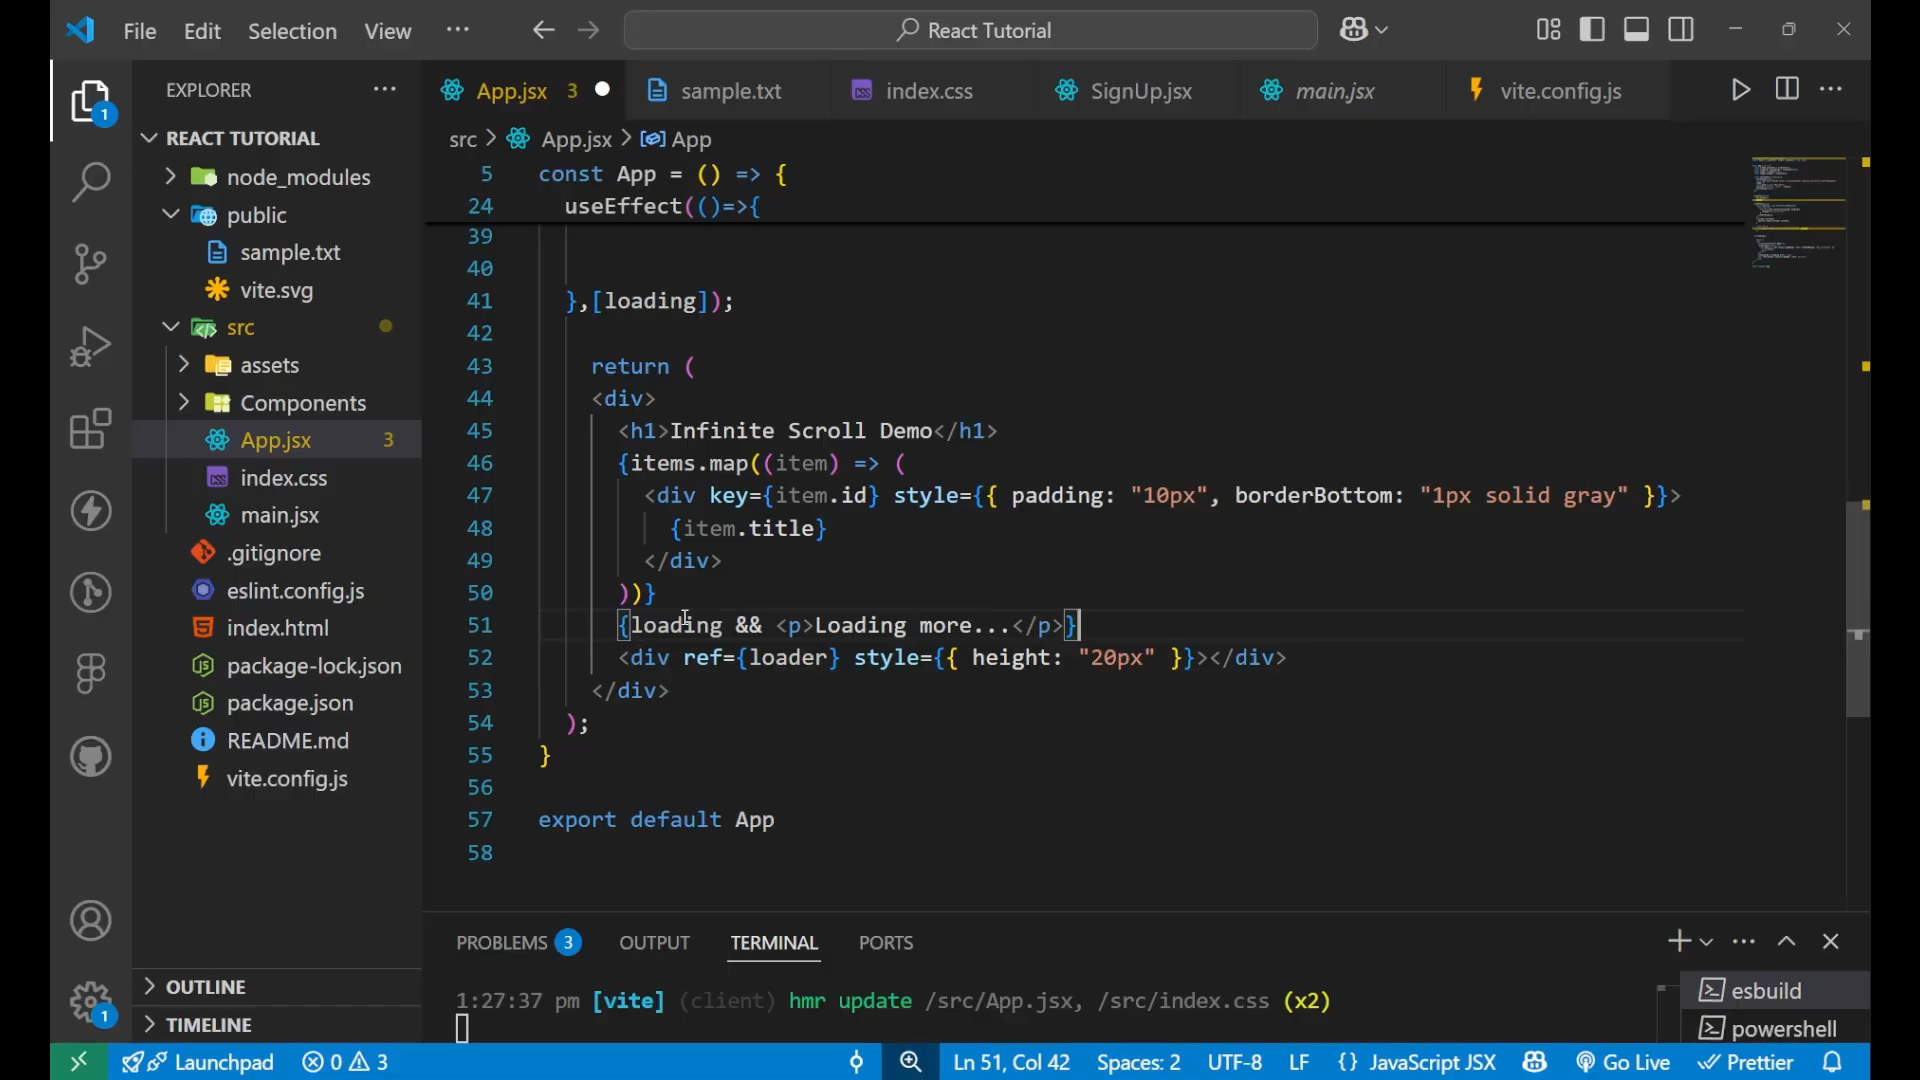 File Edit Selection View ··· React Tutorial
EXPLORER ···
REACT TUTORIAL
node_modules
public
sample.txt
vite.svg
src
assets
Components
App.jsx 3
index.css
main.jsx
.gitignore
eslint.config.js
index.html
package-lock.json
package.json
README.md
vite.config.js
OUTLINE
TIMELINE
1
1
App.jsx 3 sample.txt index.css SignUp.jsx main.jsx vite.config.js
src > App.jsx > App
5 const App = () => {
24 useEffect(()=>{
39
40
41 },[loading]);
42
43 return (
44 <div>
45 <h1>Infinite Scroll Demo</h1>
46 {items.map((item) => (
47 <div key={item.id} style={{ padding: "10px", borderBottom: "1px solid gray" }}>
48 {item.title}
49 </div>
50 ))}
51 {loading && <p>Loading more...</p>}
52 <div ref={loader} style={{ height: "20px" }}></div>
53 </div>
54 );
55 }
56
57 export default App
58
PROBLEMS 3 OUTPUT TERMINAL PORTS
1:27:37 pm [vite] (client) hmr update /src/App.jsx, /src/index.css (x2)
esbuild
powershell
Launchpad 0 3 Ln 51, Col 42 Spaces: 2 UTF-8 LF {} JavaScript JSX Go Live Prettier